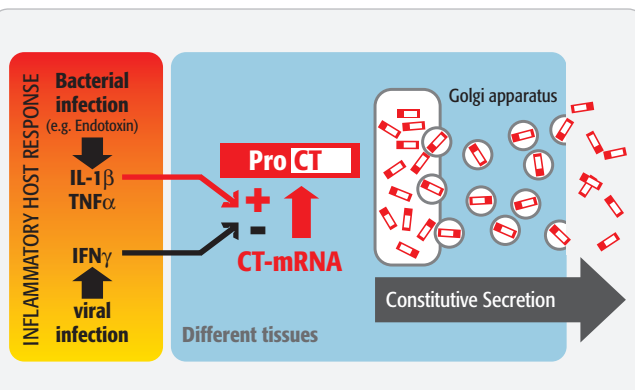 INFLAMMATORY HOST RESPONSE
Bacterial
infection
(e.g. Endotoxin)
IL-1β
TNFα
IFNγ
viral
infection
Pro CT
+
-
CT-mRNA
Different tissues
Golgi apparatus
Constitutive Secretion